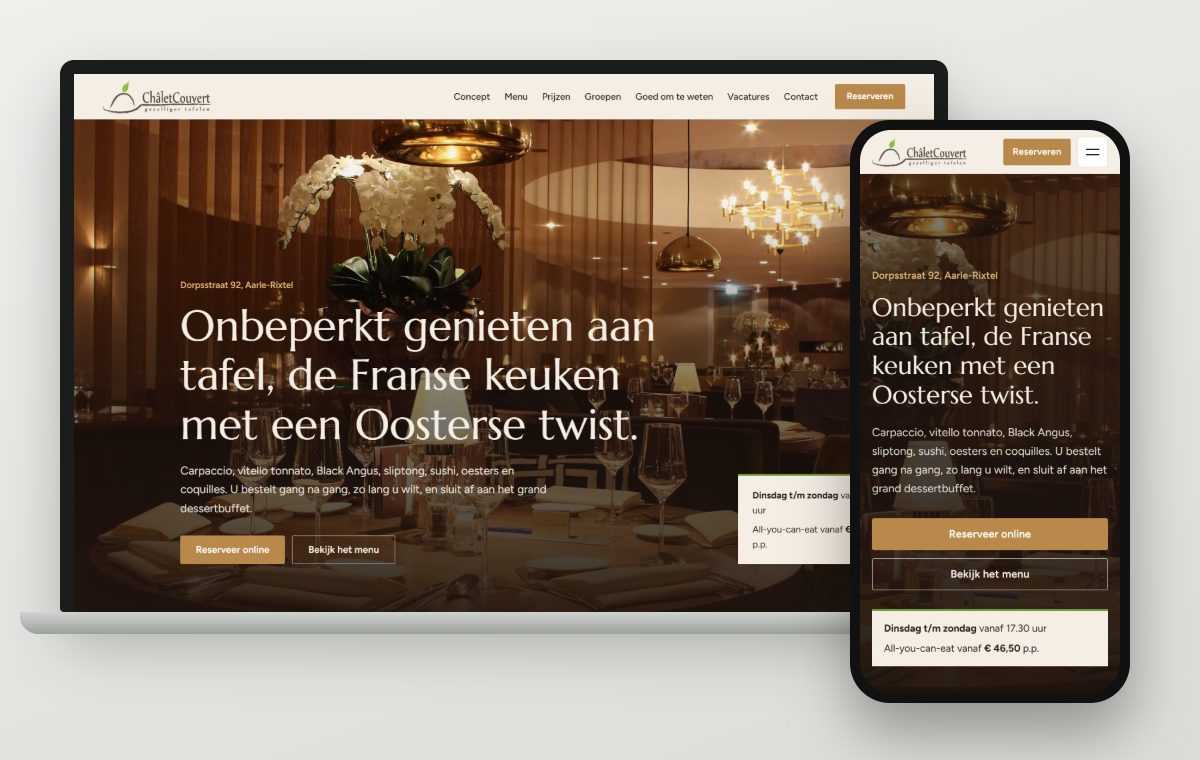 ChâletCouvert
gezelliger tafelen
Concept Menu Prijzen Groepen Goed om te weten Vacatures Contact Reserveren
Dorpsstraat 92, Aarle-Rixtel
Onbeperkt genieten aan
tafel, de Franse keuken
met een Oosterse twist.
Carpaccio, vitello tonnato, Black Angus, sliptong, sushi, oesters en
coquilles. U bestelt gang na gang, zo lang u wilt, en sluit af aan het grand
dessertbuffet.
Reserveer online Bekijk het menu
Dinsdag t/m zondag va
uur
All-you-can-eat vanaf €
p.p.
ChâletCouvert
gezelliger tafelen
Reserveren
Dorpsstraat 92, Aarle-Rixtel
Onbeperkt genieten
aan tafel, de Franse
keuken met een
Oosterse twist.
Carpaccio, vitello tonnato, Black Angus,
sliptong, sushi, oesters en coquilles. U bestelt
gang na gang, zo lang u wilt, en sluit af aan het
grand dessertbuffet.
Reserveer online
Bekijk het menu
Dinsdag t/m zondag vanaf 17.30 uur
All-you-can-eat vanaf € 46,50 p.p.